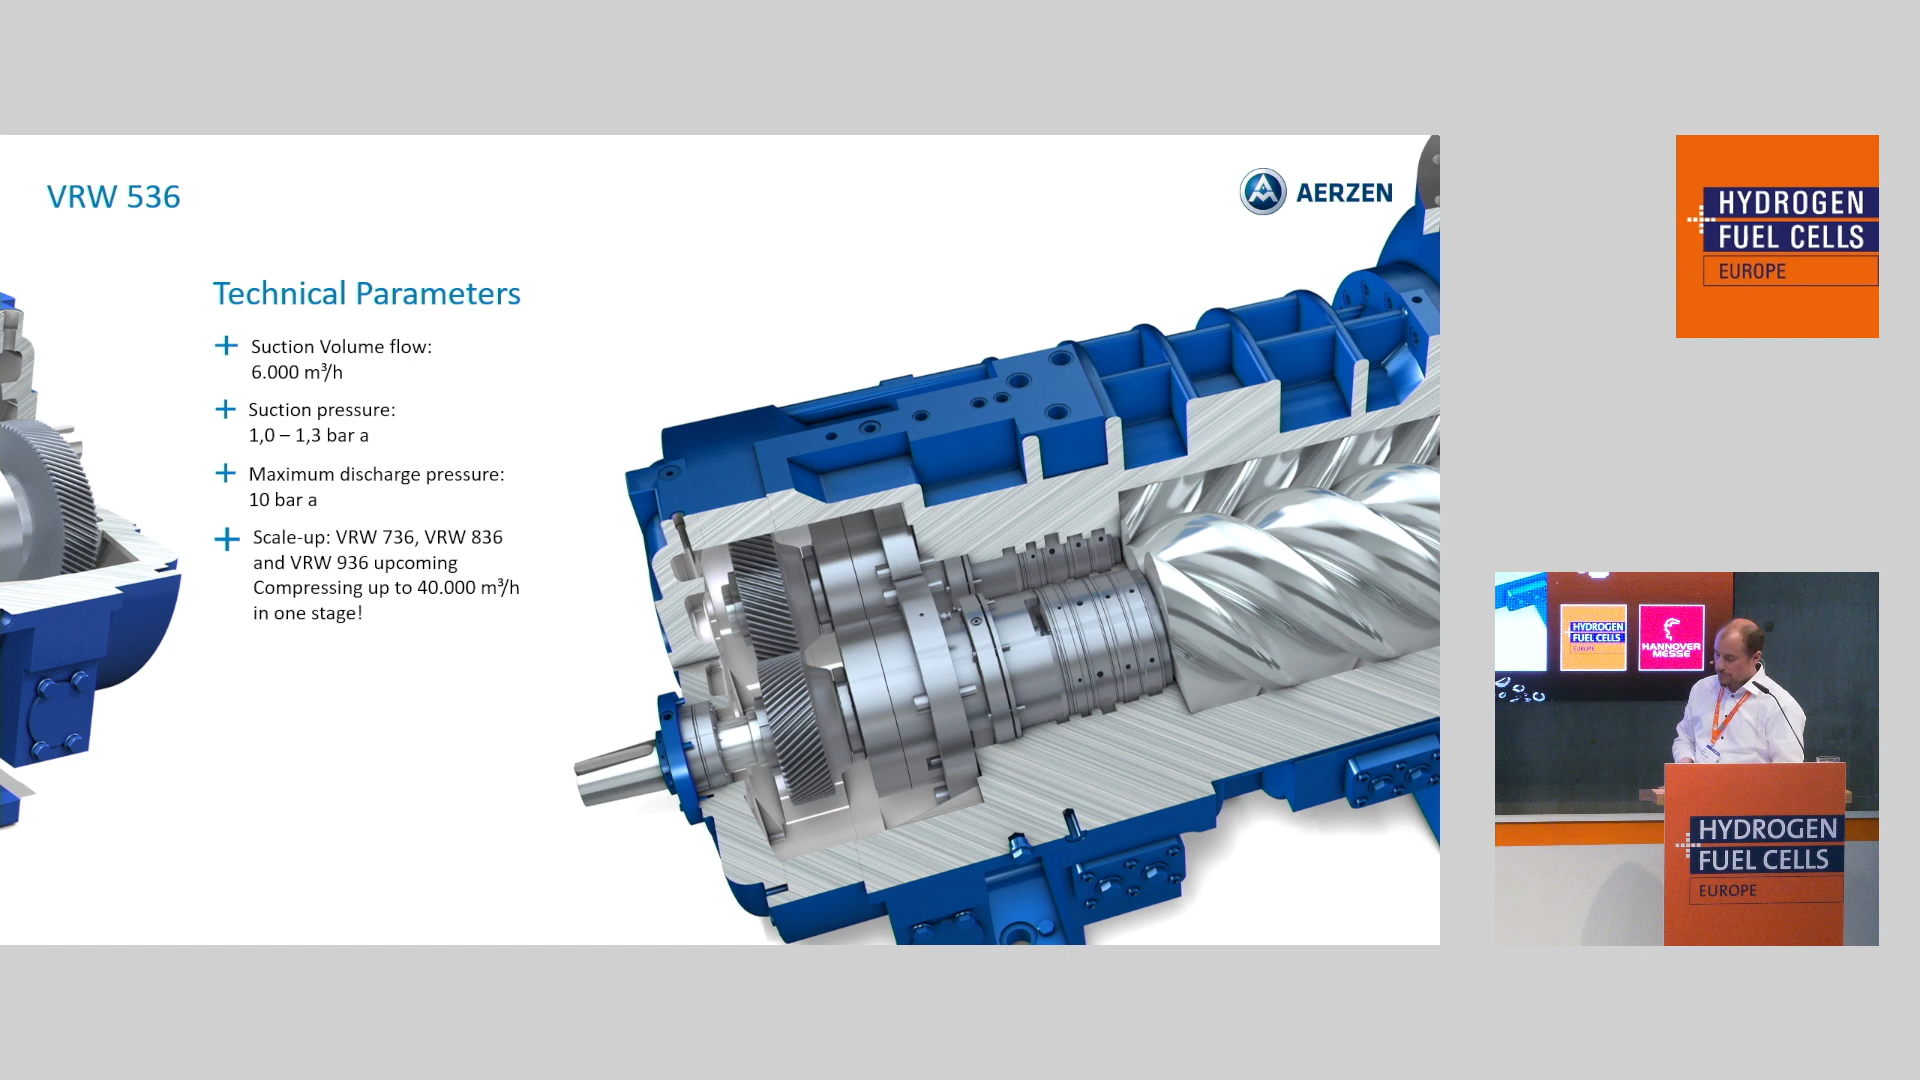 VRW 536
AERZEN
Technical Parameters
Suction Volume flow:
6.000 m³/h
Suction pressure:
1,0 – 1,3 bar a
Maximum discharge pressure:
10 bar a
Scale-up: VRW 736, VRW 836
and VRW 936 upcoming
Compressing up to 40.000 m³/h
in one stage!
HYDROGEN
FUEL CELLS
EUROPE
HYDROGEN
FUEL CELLS
EUROPE
HANNOVER
MESSE
HYDROGEN
FUEL CELLS
EUROPE